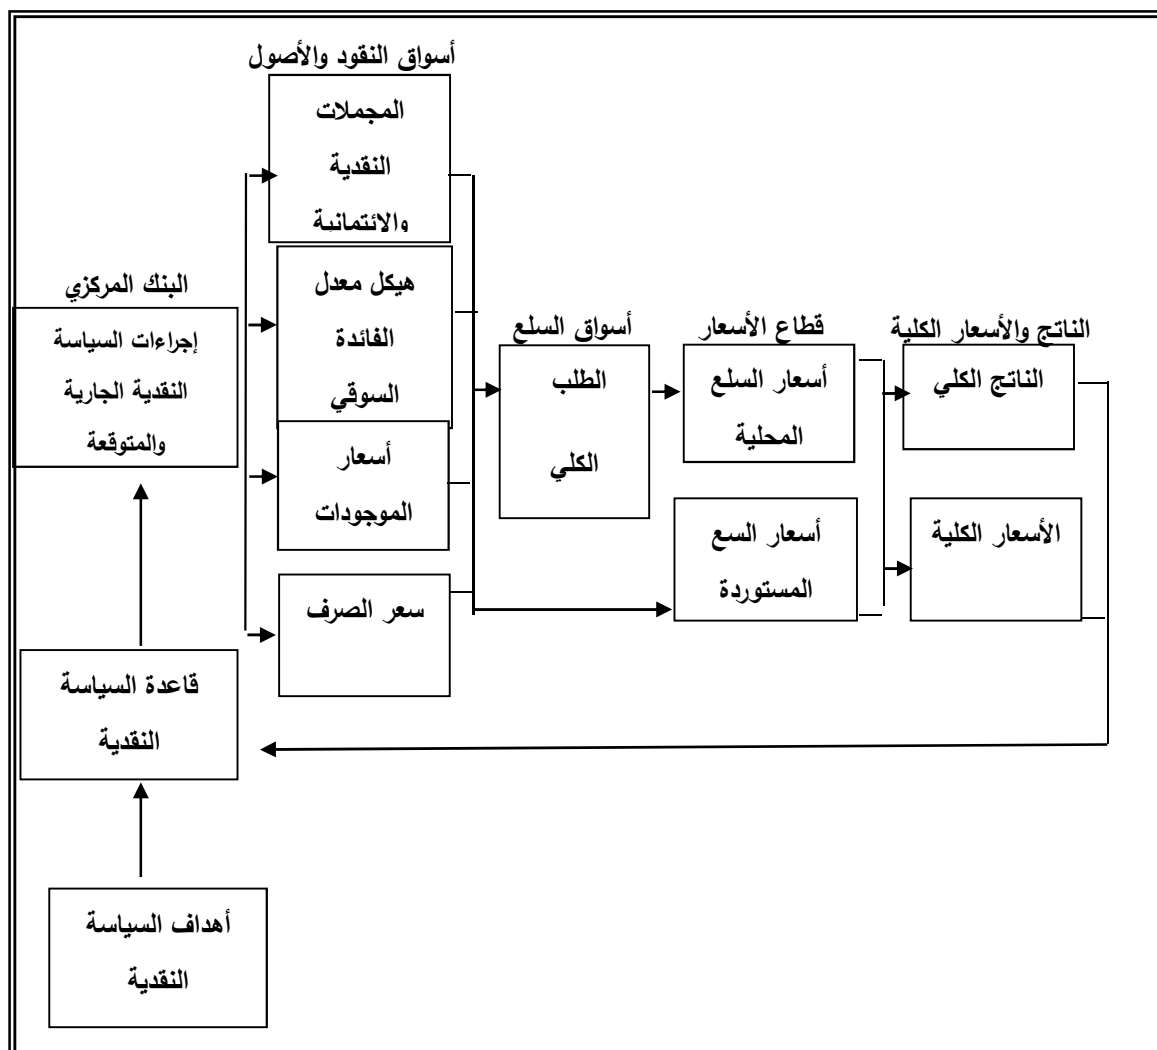 أسواق النقود والأصول
المجملات
النقدية
والائتمانية
البنك المركزي
إجراءات السياسة
النقدية الجارية
والمتوقعة
هيكل معدل
الفائدة
السوقي
أسعار
الموجودات
سعر الصرف
أسواق السلع
الطلب
الكلي
قطاع الأسعار
أسعار السلع
المحلية
أسعار السع
المستوردة
الناتج والأسعار الكلية
الناتج الكلي
الأسعار الكلية
قاعدة السياسة
النقدية
أهداف السياسة
النقدية